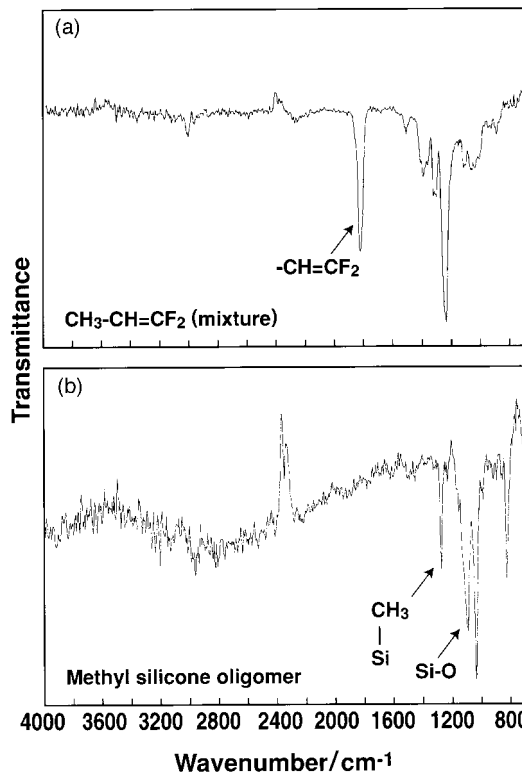 (a)
-CH=CF2
CH3-CH=CF2 (mixture)
Transmittance
(b)
CH3
Si
Si-O
Methyl silicone oligomer
4000 3600 3200 2800 2400 2000 1600 1200 800
Wavenumber/cm-1